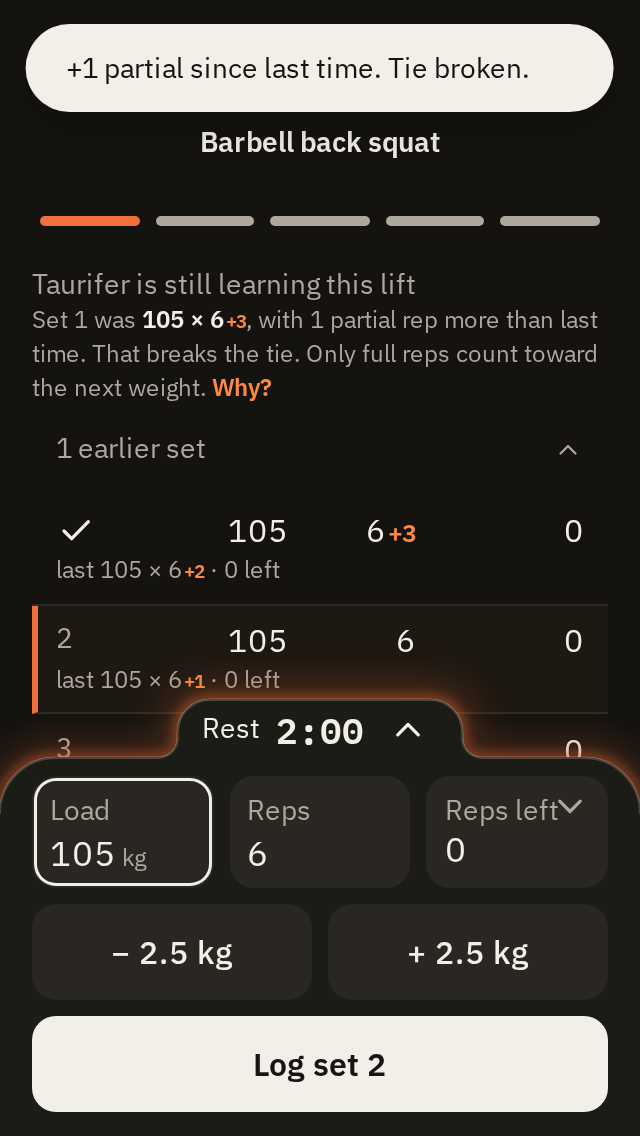 +1 partial since last time. Tie broken.
Barbell back squat
Taurifer is still learning this lift
Set 1 was 105 × 6 +3, with 1 partial rep more than last
time. That breaks the tie. Only full reps count toward
the next weight. Why?
1 earlier set
105 6 +3 0
last 105 × 6 +2 · 0 left
2 105 6 0
last 105 × 6 +1 · 0 left
Rest 2:00
3 0
Load Reps Reps left
105 kg 6 0
− 2.5 kg + 2.5 kg
Log set 2